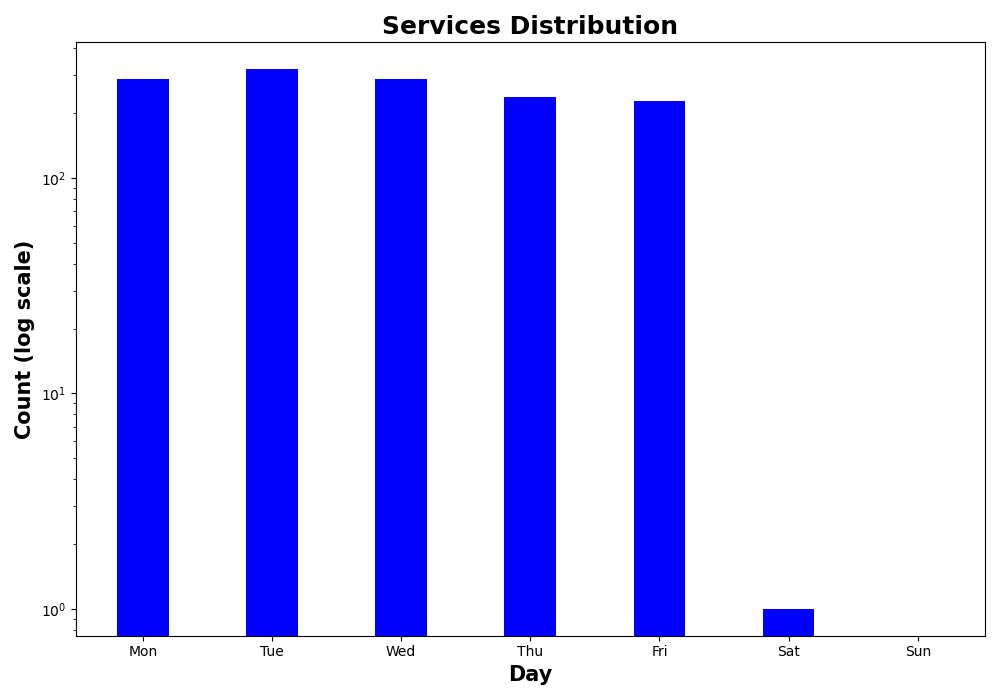 Services Distribution
Count (log scale)
10²
10¹
10⁰
Mon Tue Wed Thu Fri Sat Sun
Day